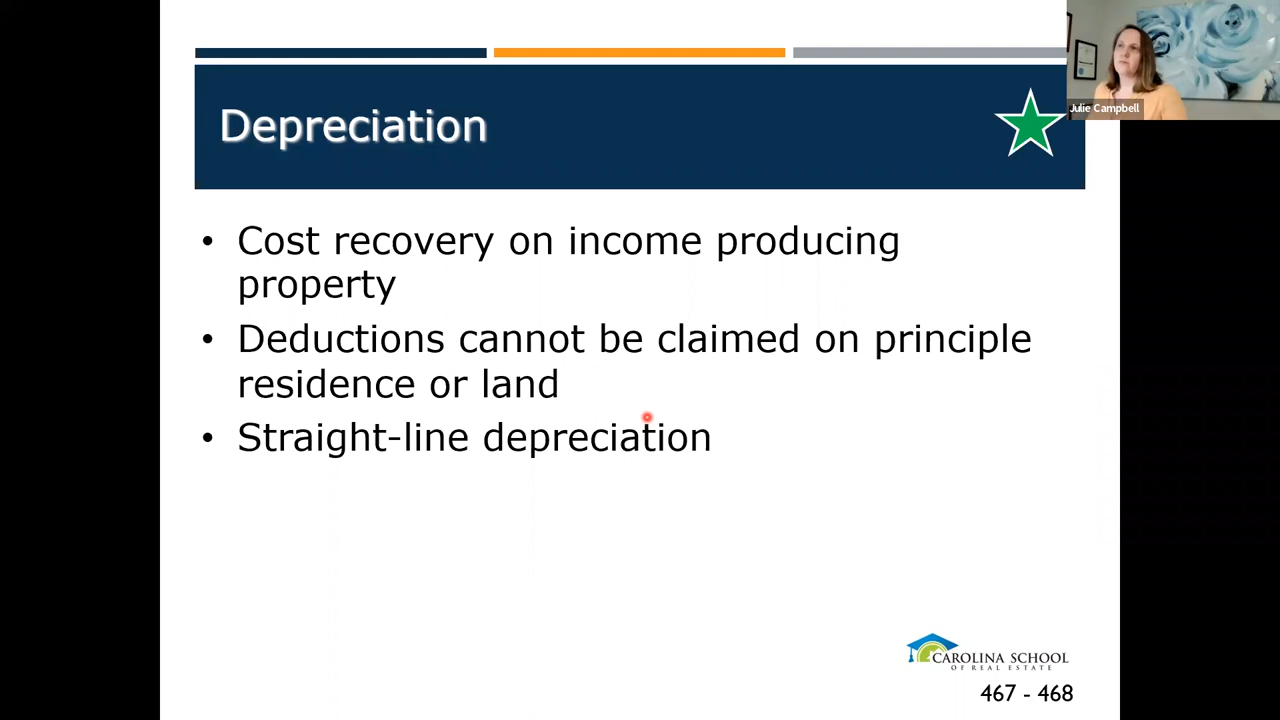 Julie Campbell
Depreciation
• Cost recovery on income producing
property
• Deductions cannot be claimed on principle
residence or land
• Straight-line depreciation
CAROLINA SCHOOL
OF REAL ESTATE
467 - 468